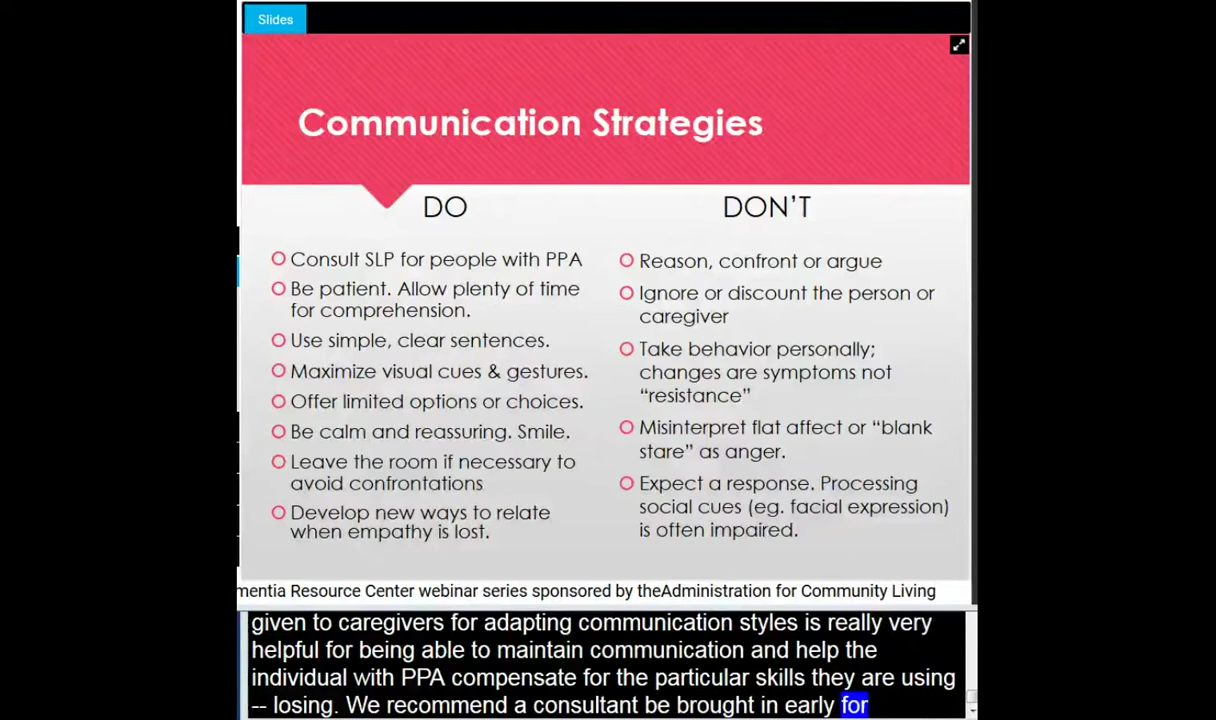 Slides
Communication Strategies
DO
Consult SLP for people with PPA
Be patient. Allow plenty of time
for comprehension.
Use simple, clear sentences.
Maximize visual cues & gestures.
Offer limited options or choices.
Be calm and reassuring. Smile.
Leave the room if necessary to
avoid confrontations
Develop new ways to relate
when empathy is lost.
DON'T
Reason, confront or argue
Ignore or discount the person or
caregiver
Take behavior personally;
changes are symptoms not
“resistance”
Misinterpret flat affect or “blank
stare” as anger.
Expect a response. Processing
social cues (eg. facial expression)
is often impaired.
mentia Resource Center webinar series sponsored by theAdministration for Community Living
given to caregivers for adapting communication styles is really very
helpful for being able to maintain communication and help the
individual with PPA compensate for the particular skills they are using
-- losing. We recommend a consultant be brought in early for